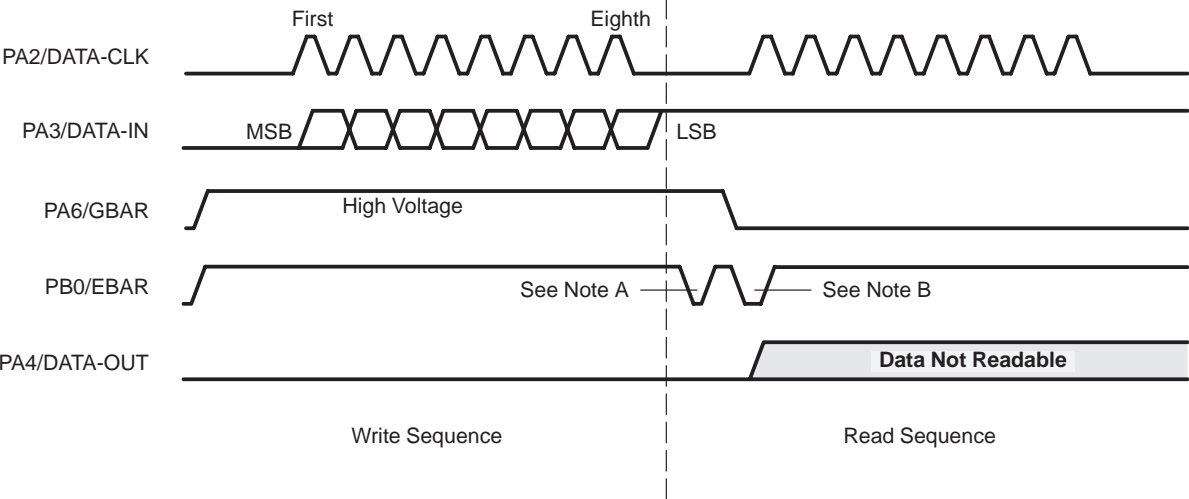 First Eighth
PA2/DATA-CLK
PA3/DATA-IN MSB LSB
PA6/GBAR High Voltage
PB0/EBAR See Note A See Note B
PA4/DATA-OUT Data Not Readable
Write Sequence Read Sequence